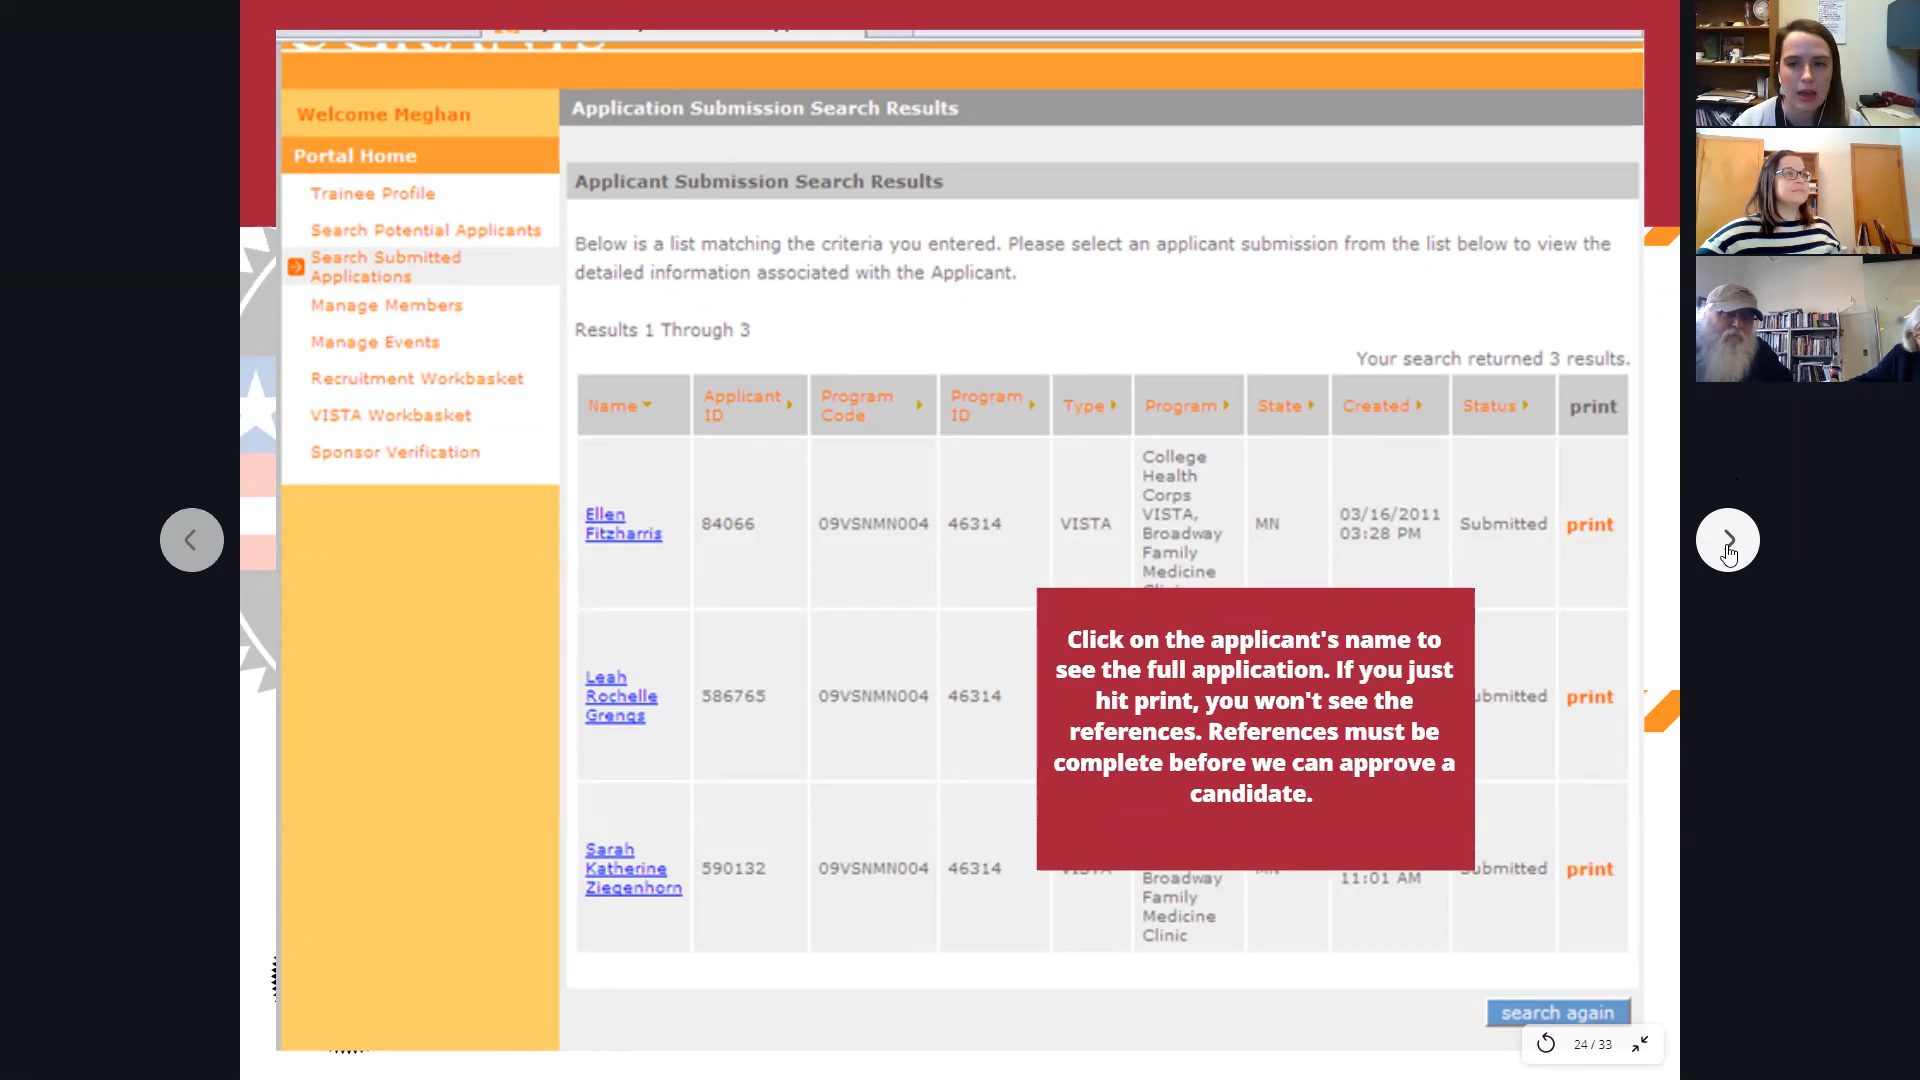 Welcome Meghan
Portal Home
Trainee Profile
Search Potential Applicants
Search Submitted
Applications
Manage Members
Manage Events
Recruitment Workbasket
VISTA Workbasket
Sponsor Verification
Application Submission Search Results
Applicant Submission Search Results
Below is a list matching the criteria you entered. Please select an applicant submission from the list below to view the
detailed information associated with the Applicant.
Results 1 Through 3
Your search returned 3 results.
Name
Applicant
ID
Program
Code
Program
ID
Type
Program
State
Created
Status
print
Ellen
Fitzharris
84066
09VSNMN004
46314
VISTA
College
Health
Corps
VISTA,
Broadway
Family
Medicine
MN
03/16/2011
03:28 PM
Submitted
print
Leah
Rochelle
Grengs
586765
09VSNMN004
46314
ubmitted
print
Sarah
Katherine
Ziegenhorn
590132
09VSNMN004
46314
Broadway
Family
Medicine
Clinic
11:01 AM
ubmitted
print
Click on the applicant's name to
see the full application. If you just
hit print, you won't see the
references. References must be
complete before we can approve a
candidate.
search again
24 / 33